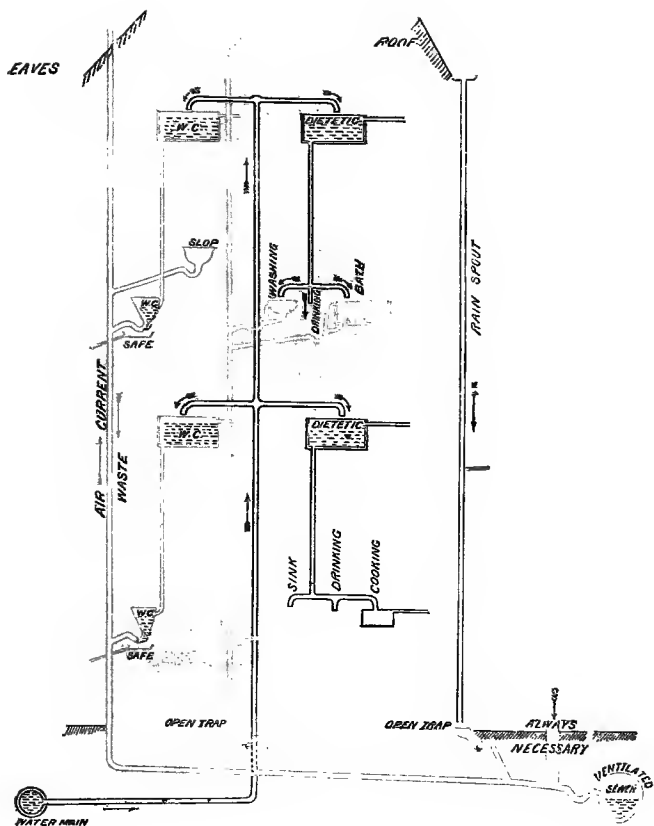 EAVES
ROOF
W.C
DIETETIC
SLOP
WASHING
DRINKING
BATH
RAIN SPOUT
W.C
SAFE
AIR CURRENT
WASTE
W.C
DIETETIC
SINK
DRINKING
COOKING
W.C
SAFE
OPEN TRAP
OPEN TRAP
ALWAYS
NECESSARY
VENTILATED
SEWER
WATER MAIN